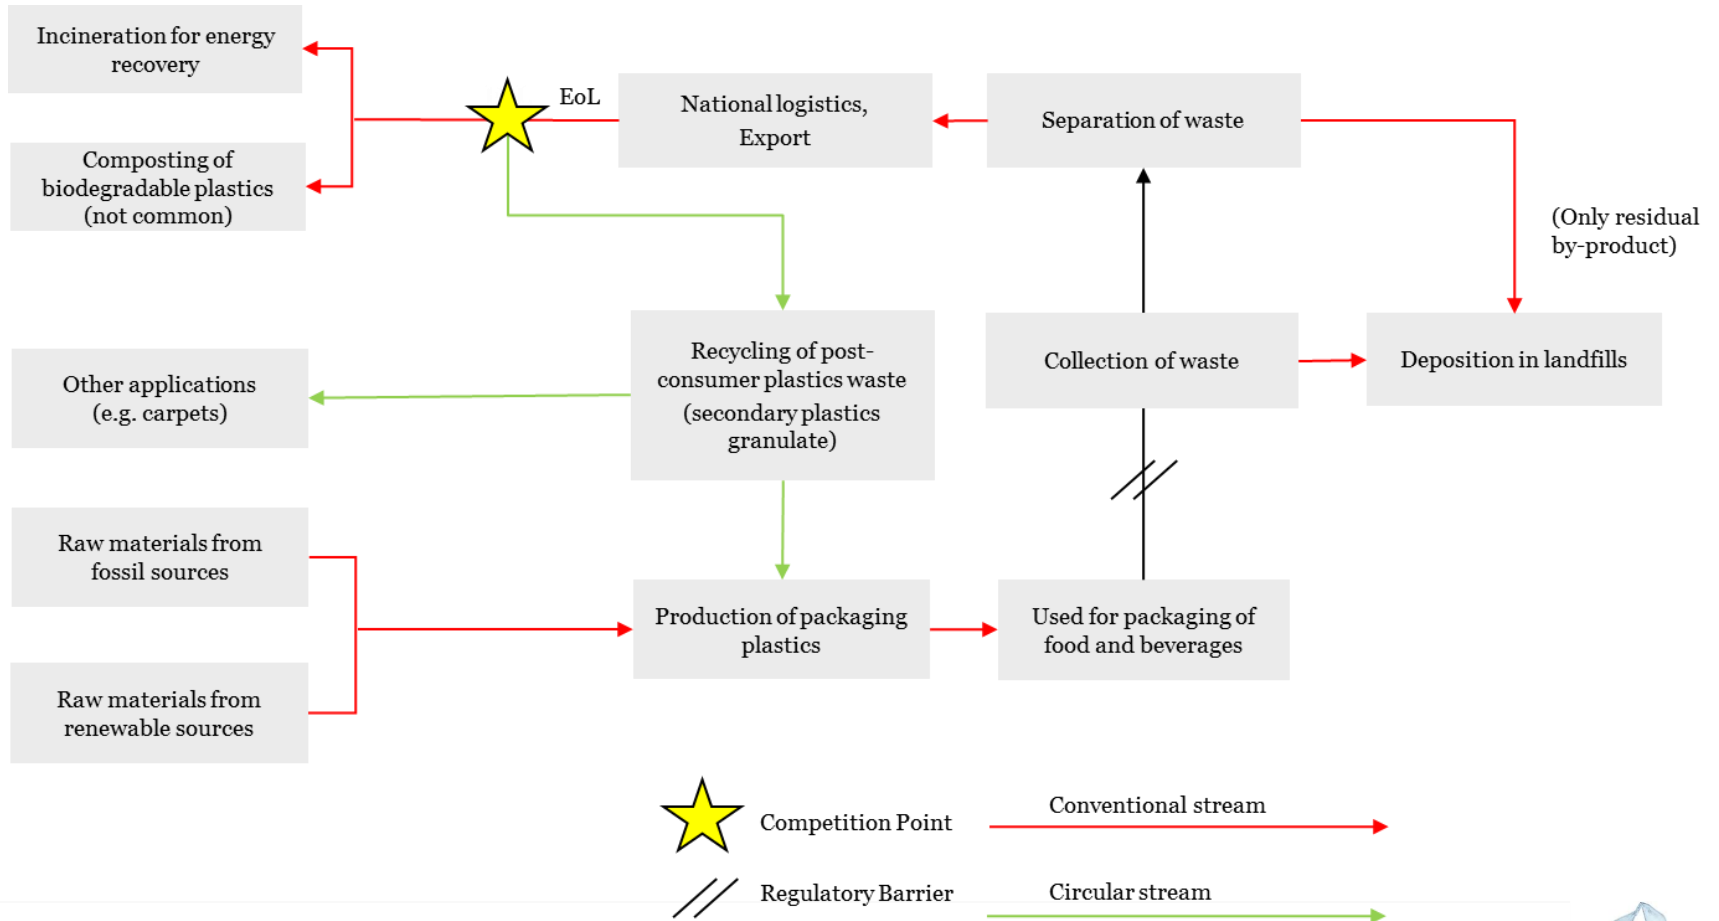 Incineration for energy
recovery
EoL
National logistics,
Export
Separation of waste
Composting of
biodegradable plastics
(not common)
(Only residual
by-product)
Other applications
(e.g. carpets)
Recycling of post-
consumer plastics waste
(secondary plastics
granulate)
Collection of waste
Deposition in landfills
Raw materials from
fossil sources
Production of packaging
plastics
Used for packaging of
food and beverages
Raw materials from
renewable sources
Competition Point
Conventional stream
Regulatory Barrier
Circular stream